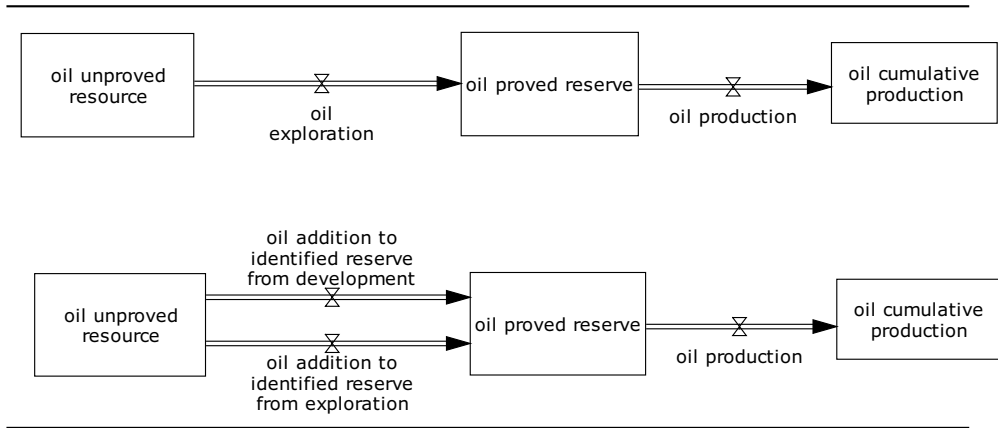 oil unproved
resource
oil
exploration
oil proved reserve
oil production
oil cumulative
production
oil unproved
resource
oil addition to
identified reserve
from development
oil addition to
identified reserve
from exploration
oil proved reserve
oil production
oil cumulative
production